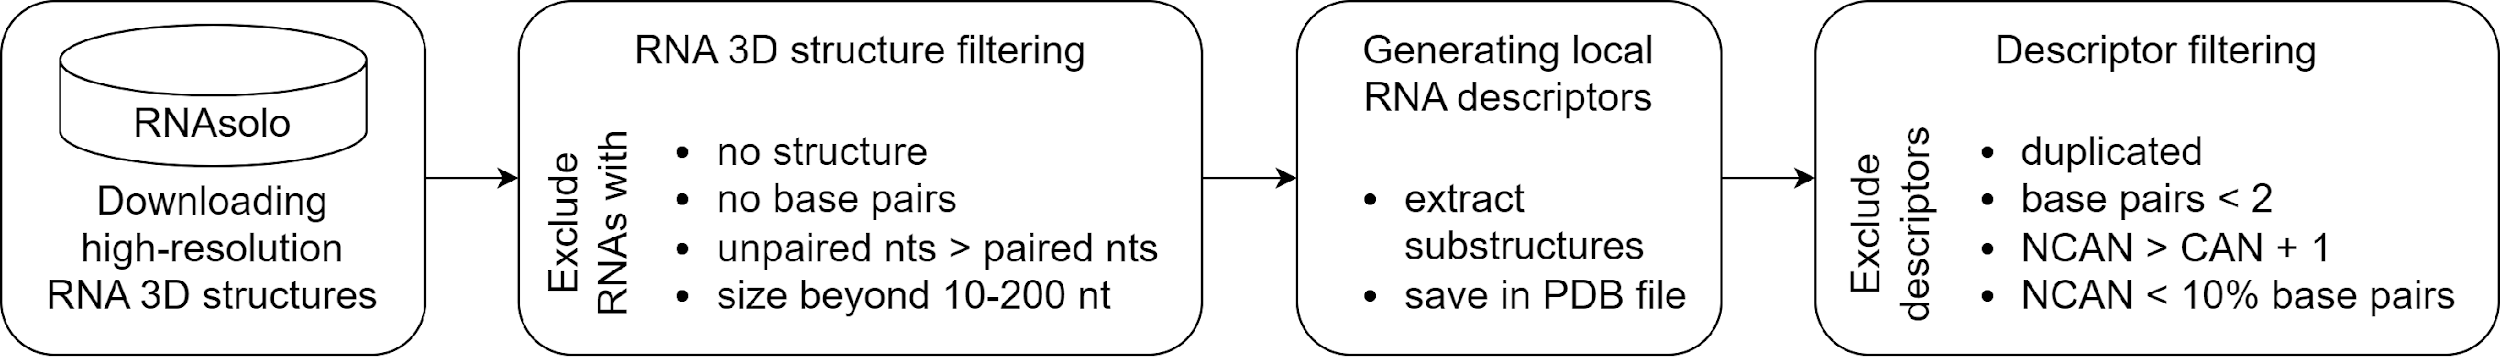 RNAsolo
Downloading
high-resolution
RNA 3D structures
RNA 3D structure filtering
Exclude
RNAs with
• no structure
• no base pairs
• unpaired nts > paired nts
• size beyond 10-200 nt
Generating local
RNA descriptors
• extract
substructures
• save in PDB file
Descriptor filtering
Exclude
descriptors
• duplicated
• base pairs < 2
• NCAN > CAN + 1
• NCAN < 10% base pairs